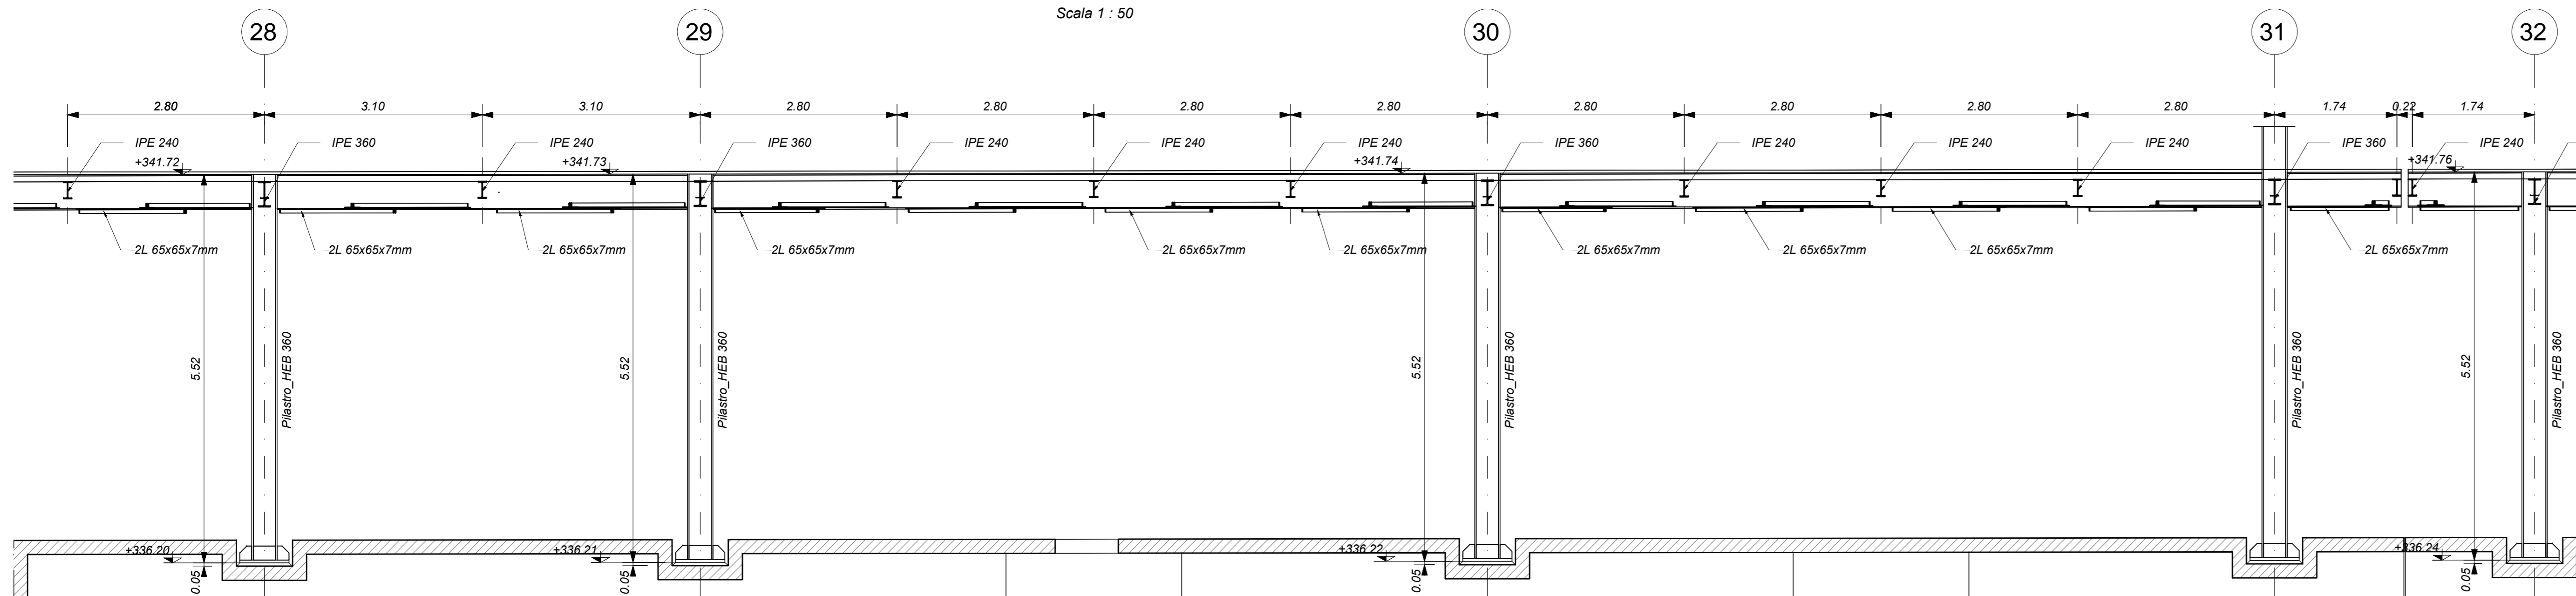 Scala 1 : 50
28 29 30 31 32
2.80 3.10 3.10 2.80 2.80 2.80 2.80 2.80 2.80 2.80 2.80 1.74 0.22 1.74
IPE 240 IPE 360 IPE 240 IPE 360 IPE 240 IPE 240 IPE 240 IPE 360 IPE 240 IPE 240 IPE 240 IPE 360 IPE 240
+341.72 +341.73 +341.74 +341.76
2L 65x65x7mm 2L 65x65x7mm 2L 65x65x7mm 2L 65x65x7mm 2L 65x65x7mm 2L 65x65x7mm 2L 65x65x7mm 2L 65x65x7mm 2L 65x65x7mm 2L 65x65x7mm
5.52 Pilastro_HEB 360 5.52 Pilastro_HEB 360 5.52 Pilastro_HEB 360 Pilastro_HEB 360 5.52 Pilastro_HEB 360
+336.20 +336.21 +336.22 +336.24
0.05 0.05 0.05 0.05